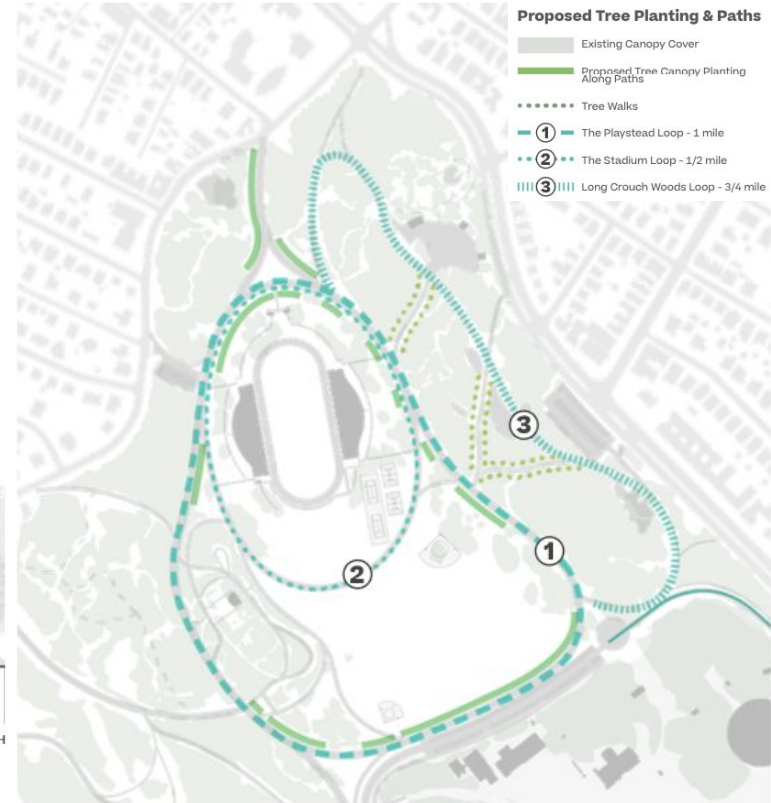 Proposed Tree Planting & Paths
Existing Canopy Cover
Proposed Tree Canopy Planting
Along Paths
Tree Walks
1 The Playstead Loop - 1 mile
2 The Stadium Loop - 1/2 mile
3 Long Crouch Woods Loop - 3/4 mile
3
1
2
H